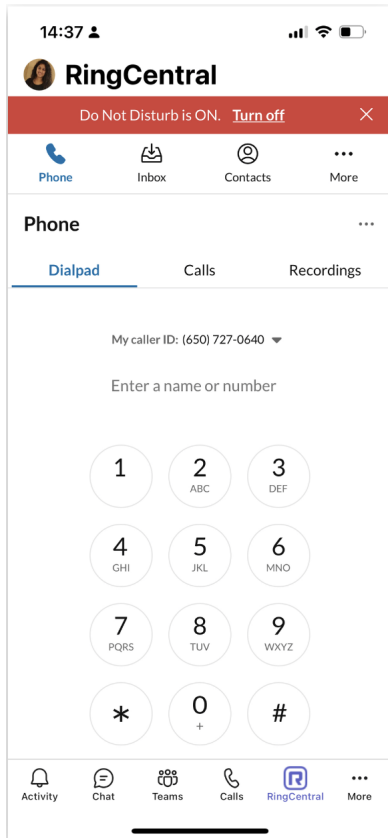 14:37
RingCentral
Do Not Disturb is ON. Turn off
Phone Inbox Contacts More
Phone
Dialpad Calls Recordings
My caller ID: (650) 727-0640
Enter a name or number
1 2 3
ABC DEF
4 5 6
GHI JKL MNO
7 8 9
PQRS TUV WXYZ
* 0 #
+
Activity Chat Teams Calls RingCentral More